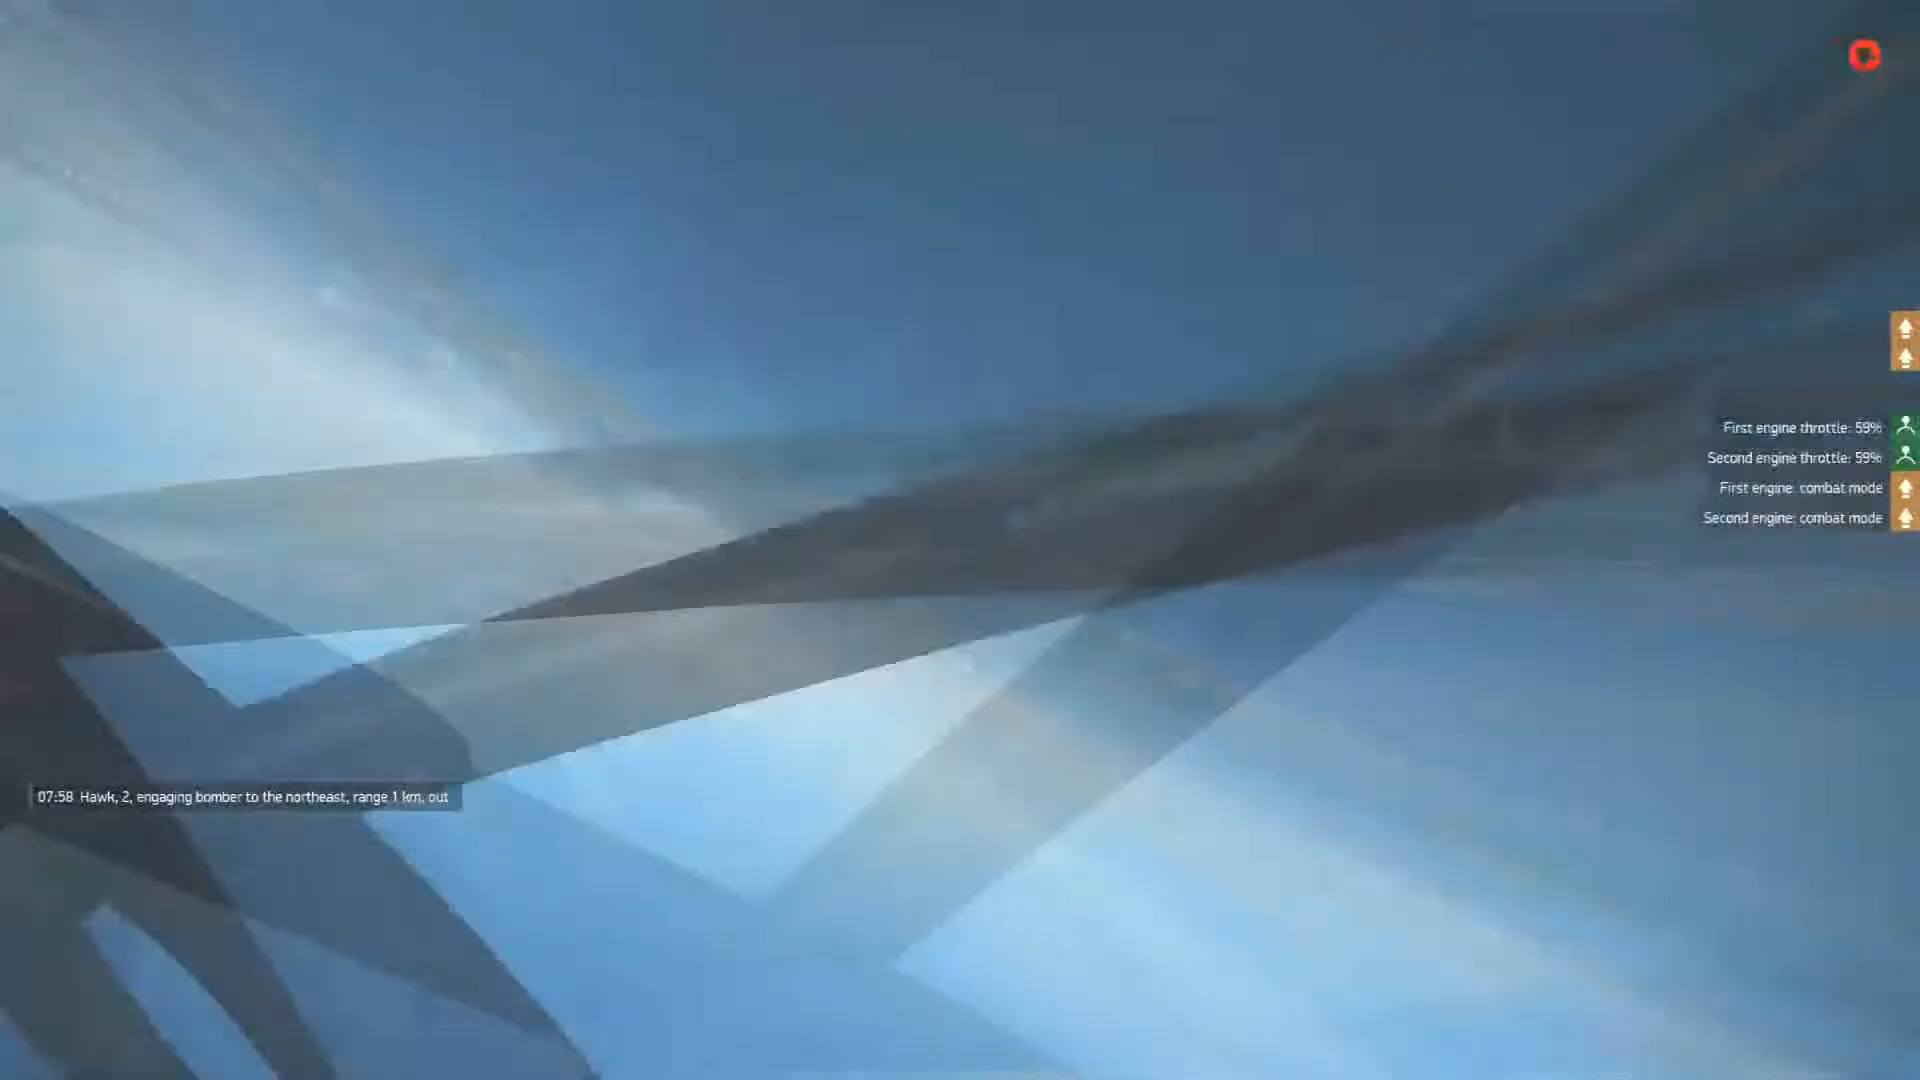 First engine throttle: 59%
Second engine throttle: 59%
First engine: combat mode
Second engine: combat mode
07:58 Hawk, 2, engaging bomber to the northeast, range 1 km. out